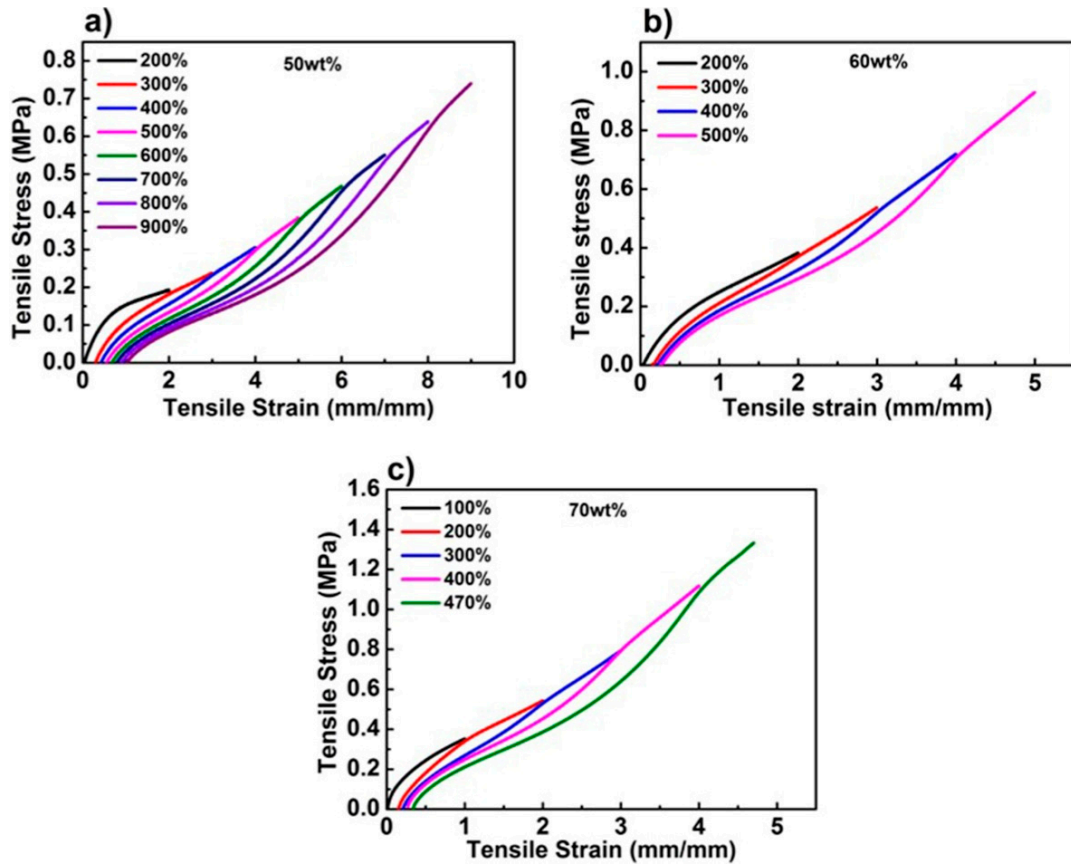 a)
50wt%
200%
300%
400%
500%
600%
700%
800%
900%
Tensile Stress (MPa)
0.8
0.7
0.6
0.5
0.4
0.3
0.2
0.1
0.0
0 2 4 6 8 10
Tensile Strain (mm/mm)
b)
60wt%
200%
300%
400%
500%
Tensile stress (MPa)
1.0
0.8
0.6
0.4
0.2
0.0
0 1 2 3 4 5
Tensile strain (mm/mm)
c)
70wt%
100%
200%
300%
400%
470%
Tensile Stress (MPa)
1.6
1.4
1.2
1.0
0.8
0.6
0.4
0.2
0.0
0 1 2 3 4 5
Tensile Strain (mm/mm)